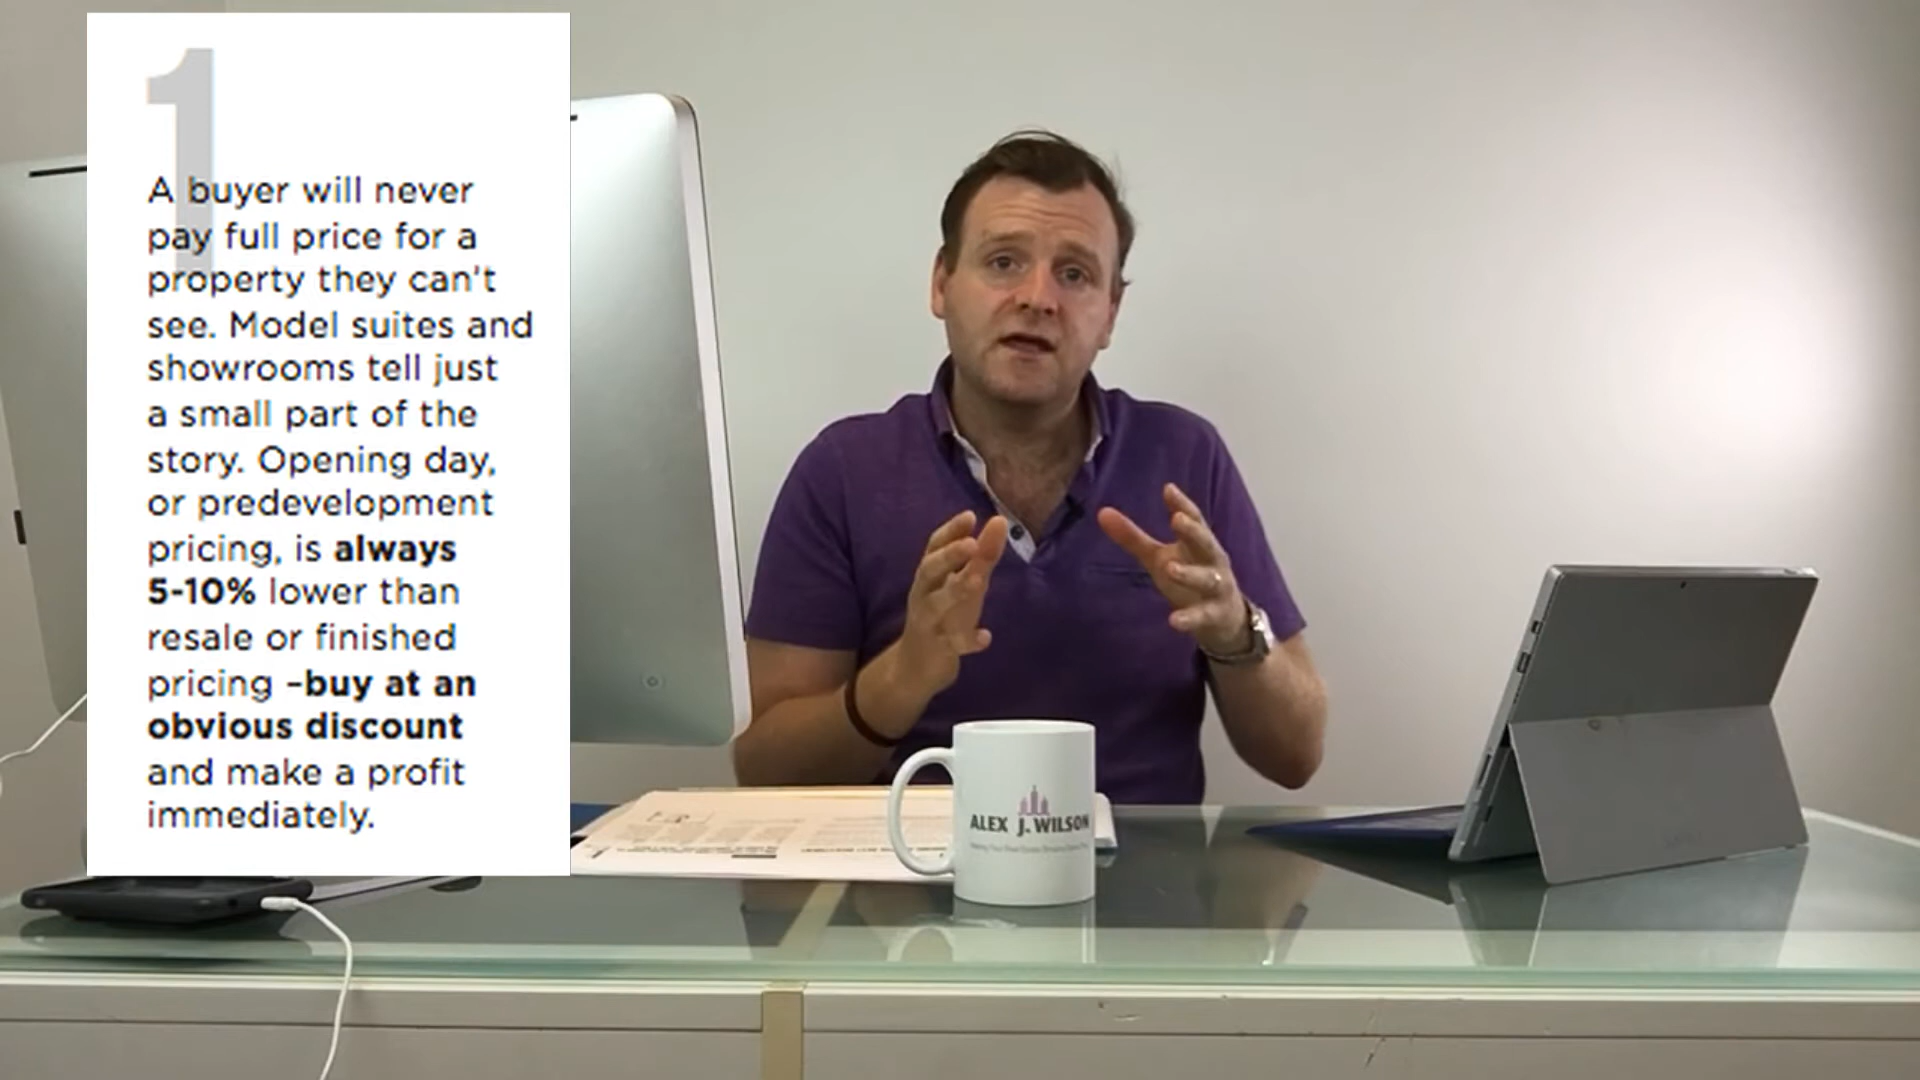 1
A buyer will never
pay full price for a
property they can't
see. Model suites and
showrooms tell just
a small part of the
story. Opening day,
or predevelopment
pricing, is always
5-10% lower than
resale or finished
pricing –buy at an
obvious discount
and make a profit
immediately.
ALEX J. WILSON